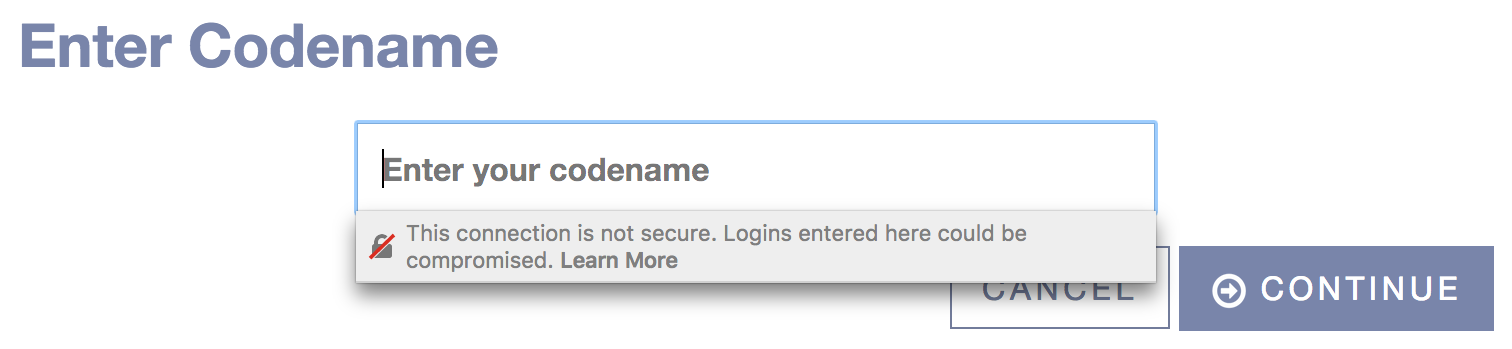 Enter Codename
Enter your codename
This connection is not secure. Logins entered here could be
compromised. Learn More
CANCEL
CONTINUE